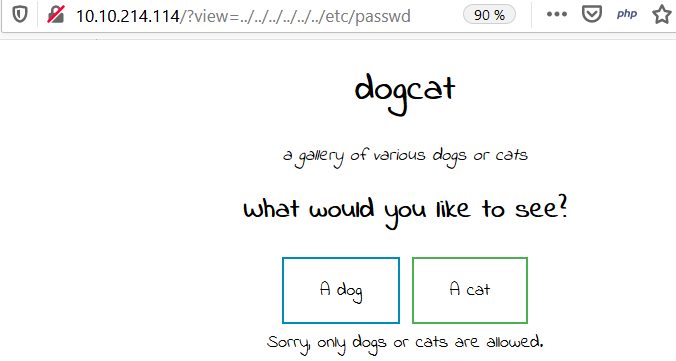 10.10.214.114/?view=../../../../../../etc/passwd
90 %
php
dogcat
a gallery of various dogs or cats
What would you like to see?
A dog
A cat
Sorry, only dogs or cats are allowed.